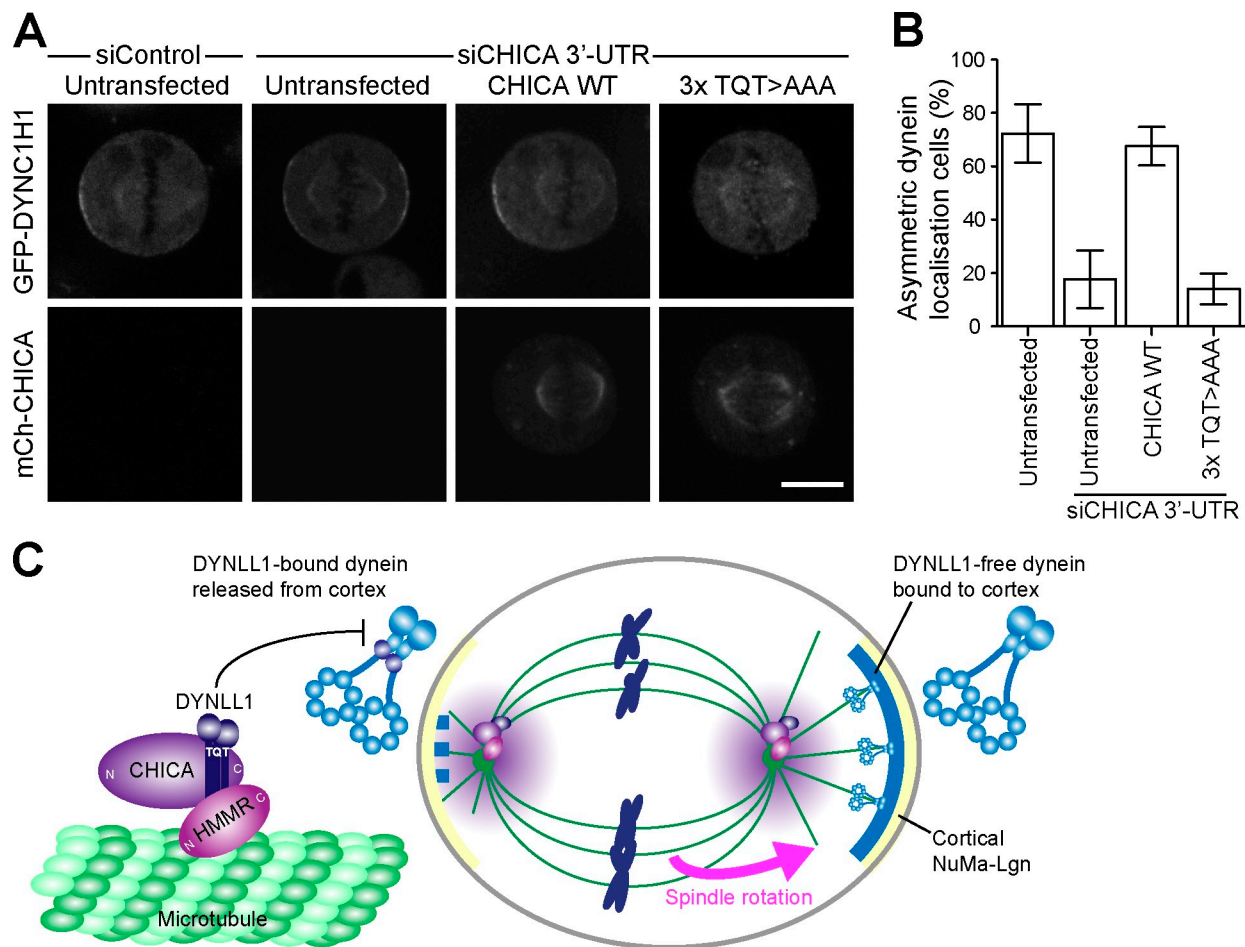 A
siControl
siCHICA 3'-UTR
Untransfected
Untransfected
CHICA WT
3x TQT>AAA
GFP-DYNC1H1
mCh-CHICA
B
Asymmetric dynein
localisation cells (%)
100
80
60
40
20
0
Untransfected
Untransfected
CHICA WT
3x TQT>AAA
siCHICA 3'-UTR
C
DYNLL1-bound dynein
released from cortex
DYNLL1
TQT
N
CHICA
C
HMMR
C
N
Microtubule
DYNLL1-free dynein
bound to cortex
Cortical
NuMa-Lgn
Spindle rotation